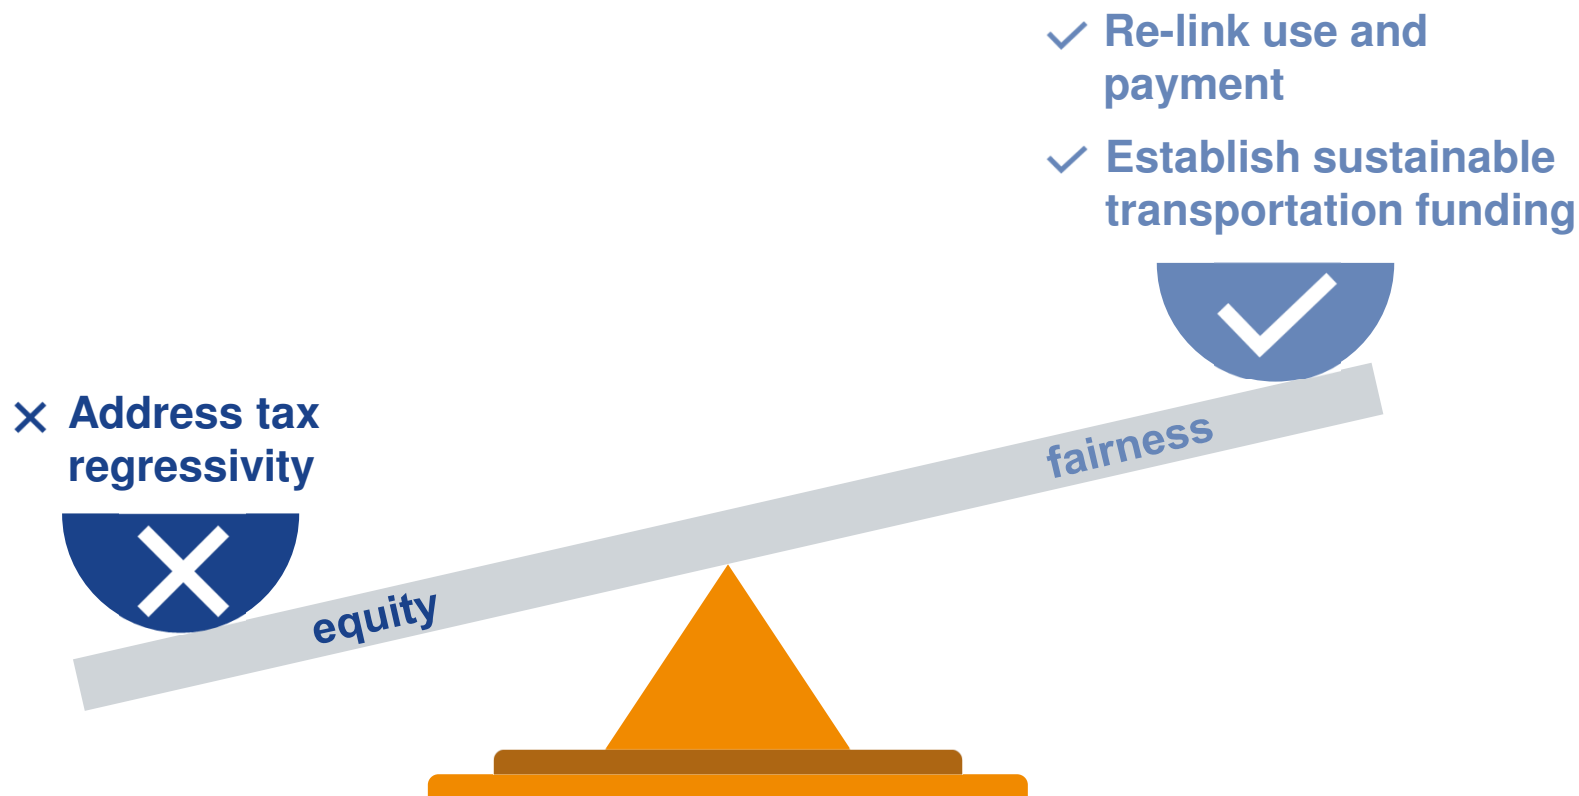 Re-link use and
payment
Establish sustainable
transportation funding
Address tax
regressivity
fairness
equity